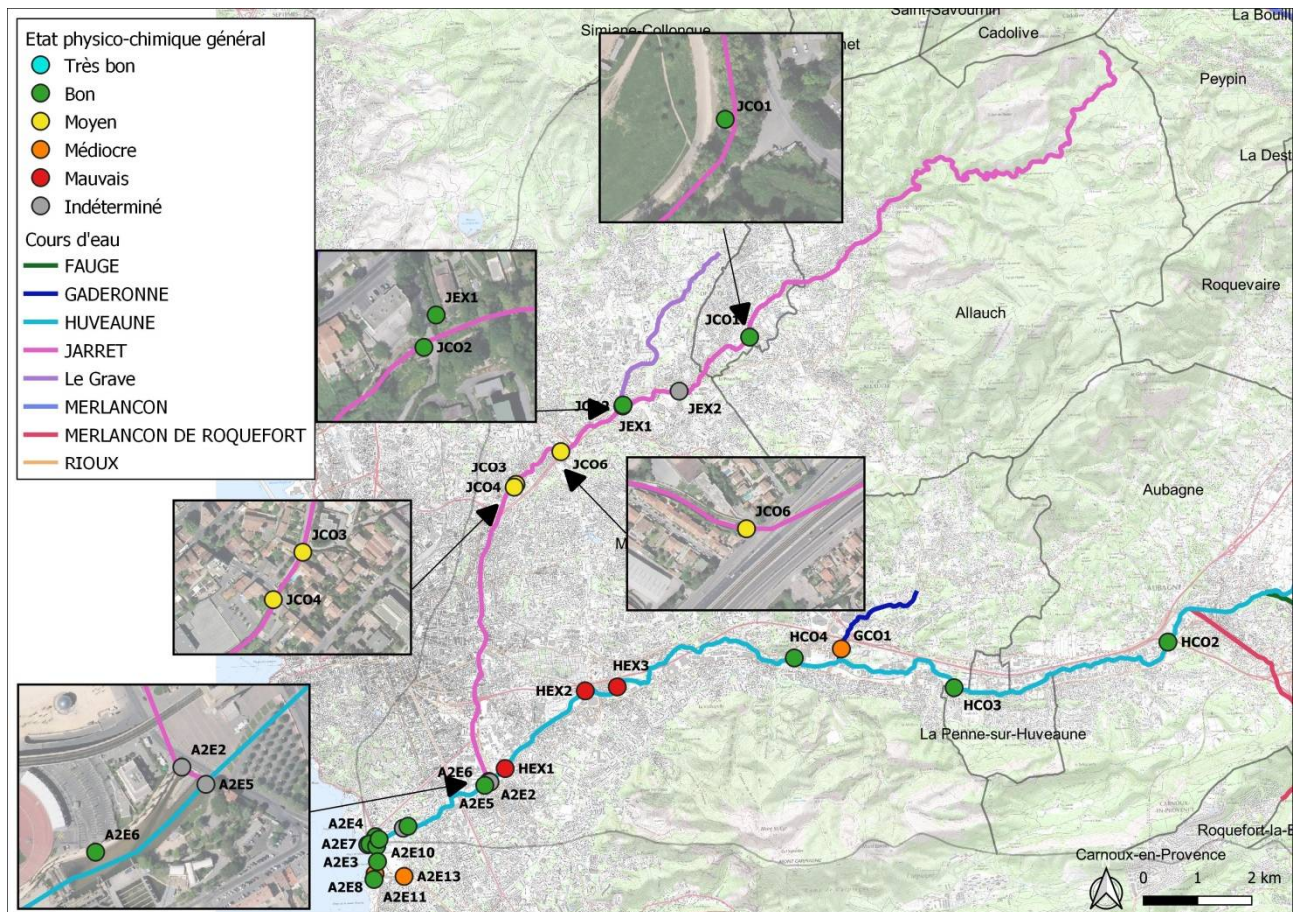 Etat physico-chimique général
Très bon
Bon
Moyen
Médiocre
Mauvais
Indéterminé
Cours d'eau
FAUGE
GADERONNE
HUVEAUNE
JARRET
Le Grave
MERLANCON
MERLANCON DE ROQUEFORT
RIOUX
Saint-Savournin
La Bouill
Simiane-Collongue
Cadolive
Peypin
La Dest
JCO1
Roquevaire
Allauch
JEX1
JCO2
JCO1
JEX2
JEX1
JCO3
JCO6
JCO4
Aubagne
JCO6
JCO3
JCO4
HCO4
GCO1
HCO2
HEX3
HEX2
HCO3
La Penne-sur-Huveaune
A2E2
A2E5
A2E6
A2E6
HEX1
A2E5
A2E2
A2E4
A2E7
A2E10
A2E3
A2E13
A2E8
A2E11
Roquefort-la-B
Carnoux-en-Provence
0 1 2 km